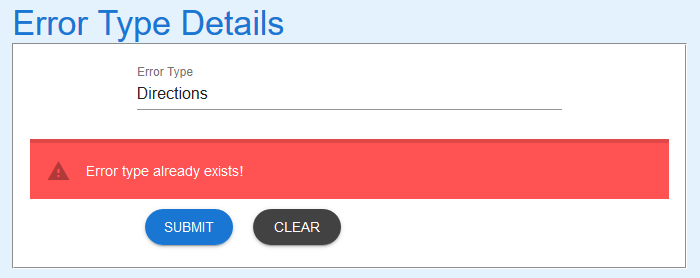 Error Type Details
Error Type
Directions
Error type already exists!
SUBMIT
CLEAR